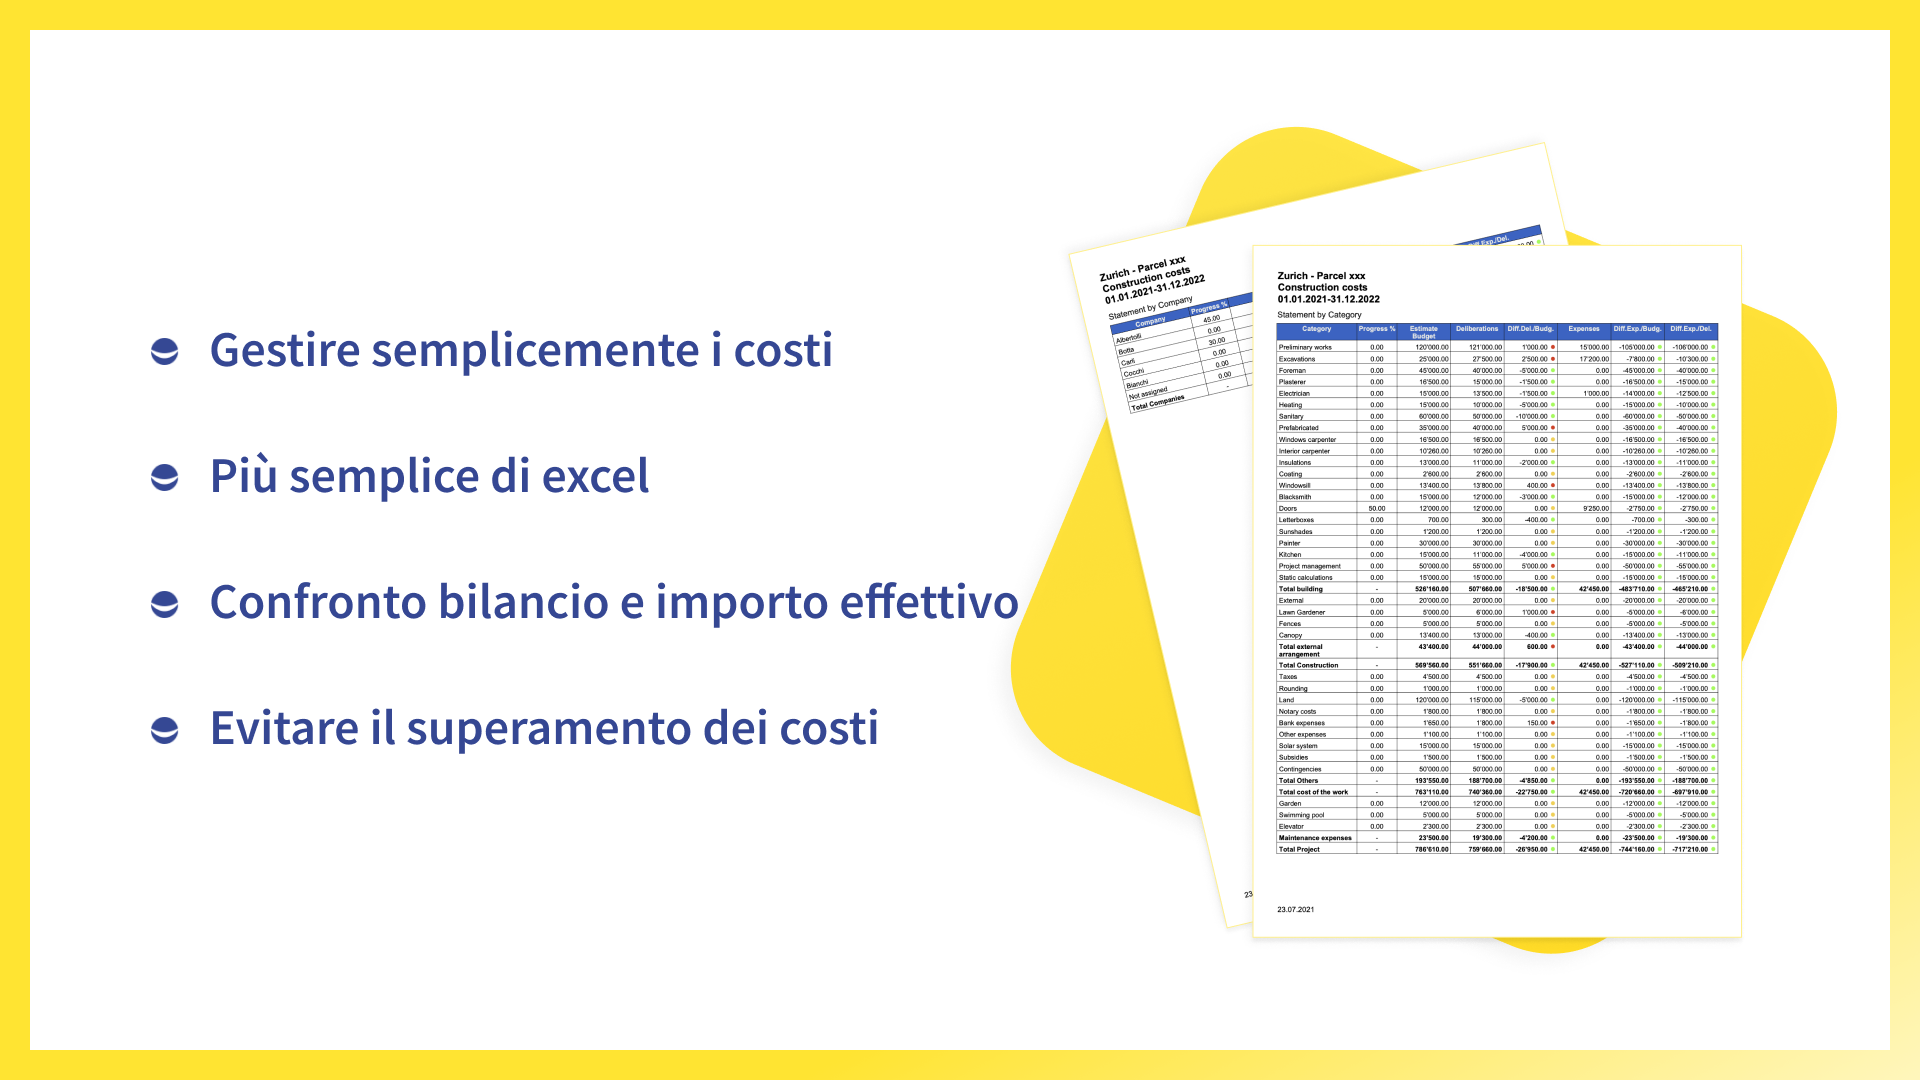 Gestire semplicemente i costi
Più semplice di excel
Confronto bilancio e importo effettivo
Evitare il superamento dei costi
Zurich - Parcel xxx
Construction costs
01.01.2021-31.12.2022
Statement by Company
Company Progress %
Albertolli 45.00
Botta 0.00
Carli 30.00
Cocchi 0.00
Bianchi 0.00
Not assigned 0.00
Total Companies -
Exp./Del.
23.
Zurich - Parcel xxx
Construction costs
01.01.2021-31.12.2022
Statement by Category
Category Progress % Estimate Budget Deliberations Diff.Del./Budg. Expenses Diff.Exp./Budg. Diff.Exp./Del.
Preliminary works 0.00 120'000.00 121'000.00 1'000.00 15'000.00 -105'000.00 -106'000.00
Excavations 0.00 25'000.00 27'500.00 2'500.00 17'200.00 -7'800.00 -10'300.00
Foreman 0.00 45'000.00 40'000.00 -5'000.00 0.00 -45'000.00 -40'000.00
Plasterer 0.00 16'500.00 15'000.00 -1'500.00 0.00 -16'500.00 -15'000.00
Electrician 0.00 15'000.00 13'500.00 -1'500.00 1'000.00 -14'000.00 -12'500.00
Heating 0.00 15'000.00 10'000.00 -5'000.00 0.00 -15'000.00 -10'000.00
Sanitary 0.00 60'000.00 50'000.00 -10'000.00 0.00 -60'000.00 -50'000.00
Prefabricated 0.00 35'000.00 40'000.00 5'000.00 0.00 -35'000.00 -40'000.00
Windows carpenter 0.00 16'500.00 16'500.00 0.00 0.00 -16'500.00 -16'500.00
Interior carpenter 0.00 10'260.00 10'260.00 0.00 0.00 -10'260.00 -10'260.00
Insulations 0.00 13'000.00 11'000.00 -2'000.00 0.00 -13'000.00 -11'000.00
Coating 0.00 2'600.00 2'600.00 0.00 0.00 -2'600.00 -2'600.00
Windowsill 0.00 13'400.00 13'800.00 400.00 0.00 -13'400.00 -13'800.00
Blacksmith 0.00 15'000.00 12'000.00 -3'000.00 0.00 -15'000.00 -12'000.00
Doors 50.00 12'000.00 12'000.00 0.00 9'250.00 -2'750.00 -2'750.00
Letterboxes 0.00 700.00 300.00 -400.00 0.00 -700.00 -300.00
Sunshades 0.00 1'200.00 1'200.00 0.00 0.00 -1'200.00 -1'200.00
Painter 0.00 30'000.00 30'000.00 0.00 0.00 -30'000.00 -30'000.00
Kitchen 0.00 15'000.00 11'000.00 -4'000.00 0.00 -15'000.00 -11'000.00
Project management 0.00 50'000.00 55'000.00 5'000.00 0.00 -50'000.00 -55'000.00
Static calculations 0.00 15'000.00 15'000.00 0.00 0.00 -15'000.00 -15'000.00
Total building - 526'160.00 507'660.00 -18'500.00 42'450.00 -483'710.00 -465'210.00
External 0.00 20'000.00 20'000.00 0.00 0.00 -20'000.00 -20'000.00
Lawn Gardener 0.00 5'000.00 6'000.00 1'000.00 0.00 -5'000.00 -6'000.00
Fences 0.00 5'000.00 5'000.00 0.00 0.00 -5'000.00 -5'000.00
Canopy 0.00 13'400.00 13'000.00 -400.00 0.00 -13'400.00 -13'000.00
Total external arrangement - 43'400.00 44'000.00 600.00 0.00 -43'400.00 -44'000.00
Total Construction - 569'560.00 551'660.00 -17'900.00 42'450.00 -527'110.00 -509'210.00
Taxes 0.00 4'500.00 4'500.00 0.00 0.00 -4'500.00 -4'500.00
Rounding 0.00 1'000.00 1'000.00 0.00 0.00 -1'000.00 -1'000.00
Land 0.00 120'000.00 115'000.00 -5'000.00 0.00 -120'000.00 -115'000.00
Notary costs 0.00 1'800.00 1'800.00 0.00 0.00 -1'800.00 -1'800.00
Bank expenses 0.00 1'650.00 1'800.00 150.00 0.00 -1'650.00 -1'800.00
Other expenses 0.00 1'100.00 1'100.00 0.00 0.00 -1'100.00 -1'100.00
Solar system 0.00 15'000.00 15'000.00 0.00 0.00 -15'000.00 -15'000.00
Subsidies 0.00 1'500.00 1'500.00 0.00 0.00 -1'500.00 -1'500.00
Contingencies 0.00 50'000.00 50'000.00 0.00 0.00 -50'000.00 -50'000.00
Total Others - 193'550.00 188'700.00 -4'850.00 0.00 -193'550.00 -188'700.00
Total cost of the work - 763'110.00 740'360.00 -22'750.00 42'450.00 -720'660.00 -697'910.00
Garden 0.00 12'000.00 12'000.00 0.00 0.00 -12'000.00 -12'000.00
Swimming pool 0.00 5'000.00 5'000.00 0.00 0.00 -5'000.00 -5'000.00
Elevator 0.00 2'300.00 2'300.00 0.00 0.00 -2'300.00 -2'300.00
Maintenance expenses - 23'500.00 19'300.00 -4'200.00 0.00 -23'500.00 -19'300.00
Total Project - 786'610.00 759'660.00 -26'950.00 42'450.00 -744'160.00 -717'210.00
23.07.2021